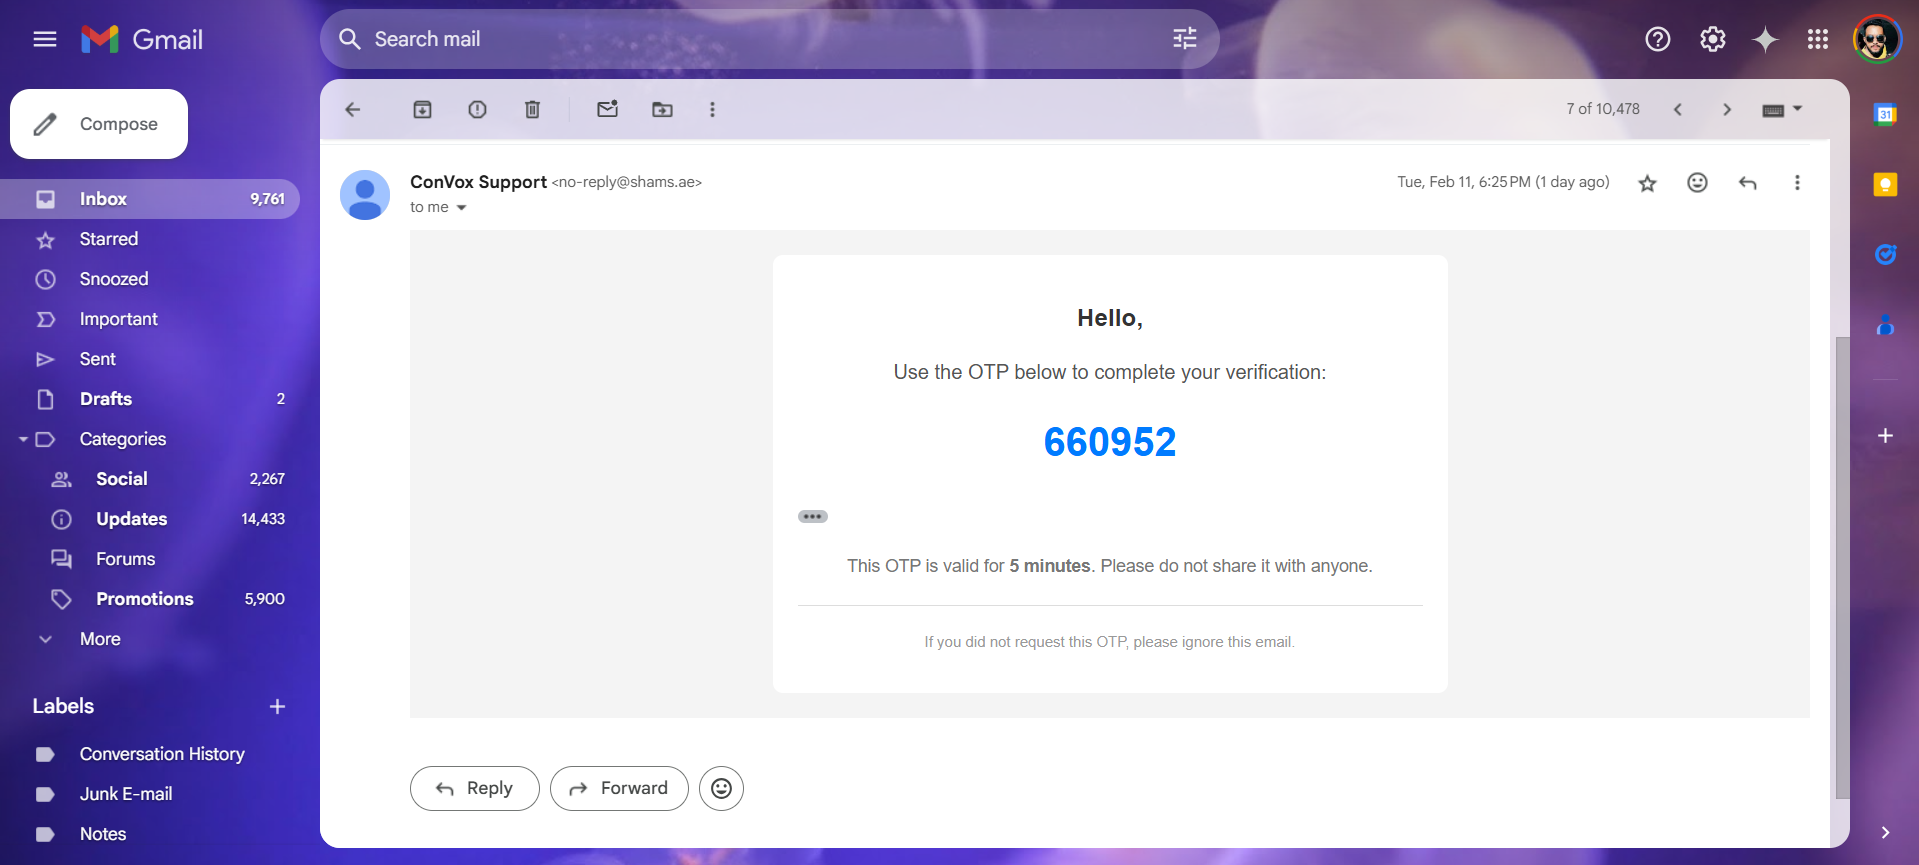 Gmail
Search mail
Compose
7 of 10,478
Inbox 9,761
Starred
Snoozed
Important
Sent
Drafts 2
Categories
Social 2,267
Updates 14,433
Forums
Promotions 5,900
More
Labels
Conversation History
Junk E-mail
Notes
ConVox Support <no-reply@shams.ae>
Tue, Feb 11, 6:25 PM (1 day ago)
to me
Hello,
Use the OTP below to complete your verification:
660952
This OTP is valid for 5 minutes. Please do not share it with anyone.
If you did not request this OTP, please ignore this email.
Reply
Forward
31